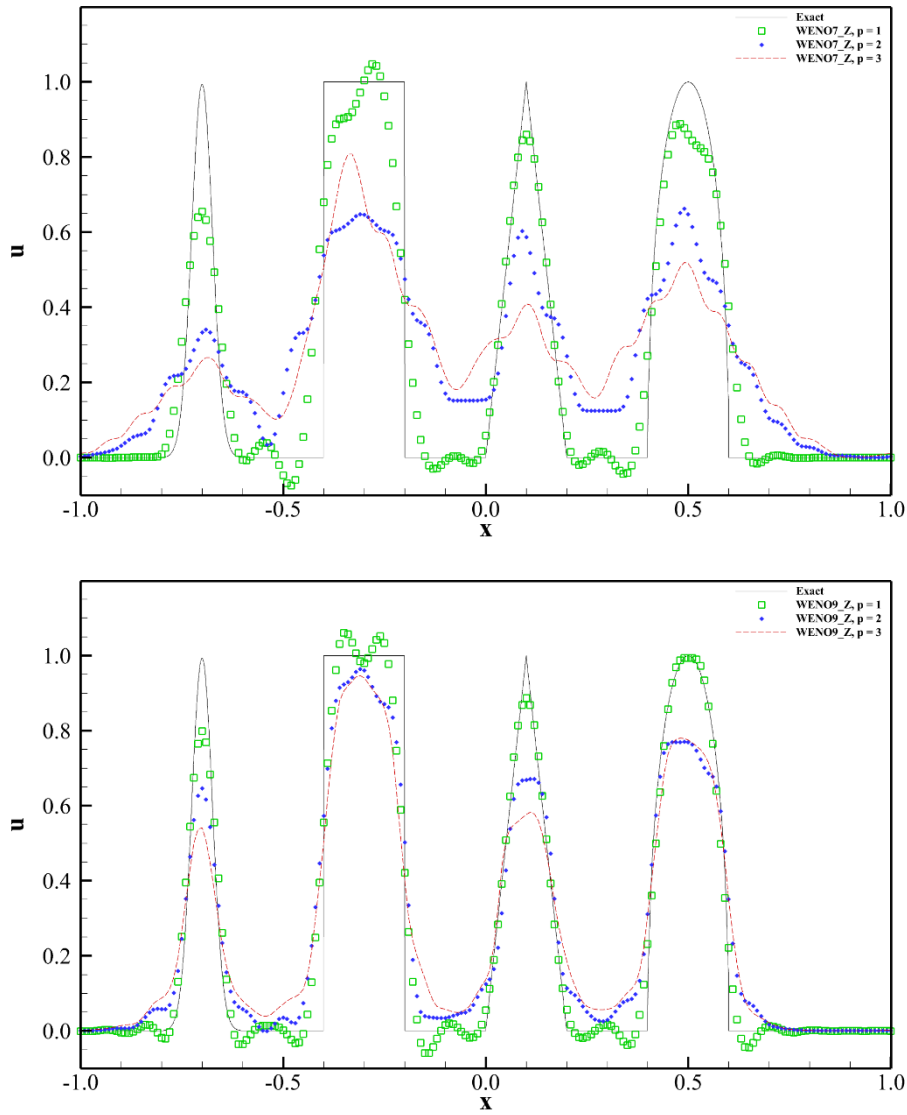 Exact
WENO7_Z, p = 1
WENO7_Z, p = 2
WENO7_Z, p = 3
1.0
0.8
0.6
u
0.4
0.2
0.0
-1.0 -0.5 0.0 0.5 1.0
x
Exact
WENO9_Z, p = 1
WENO9_Z, p = 2
WENO9_Z, p = 3
1.0
0.8
0.6
u
0.4
0.2
0.0
-1.0 -0.5 0.0 0.5 1.0
x